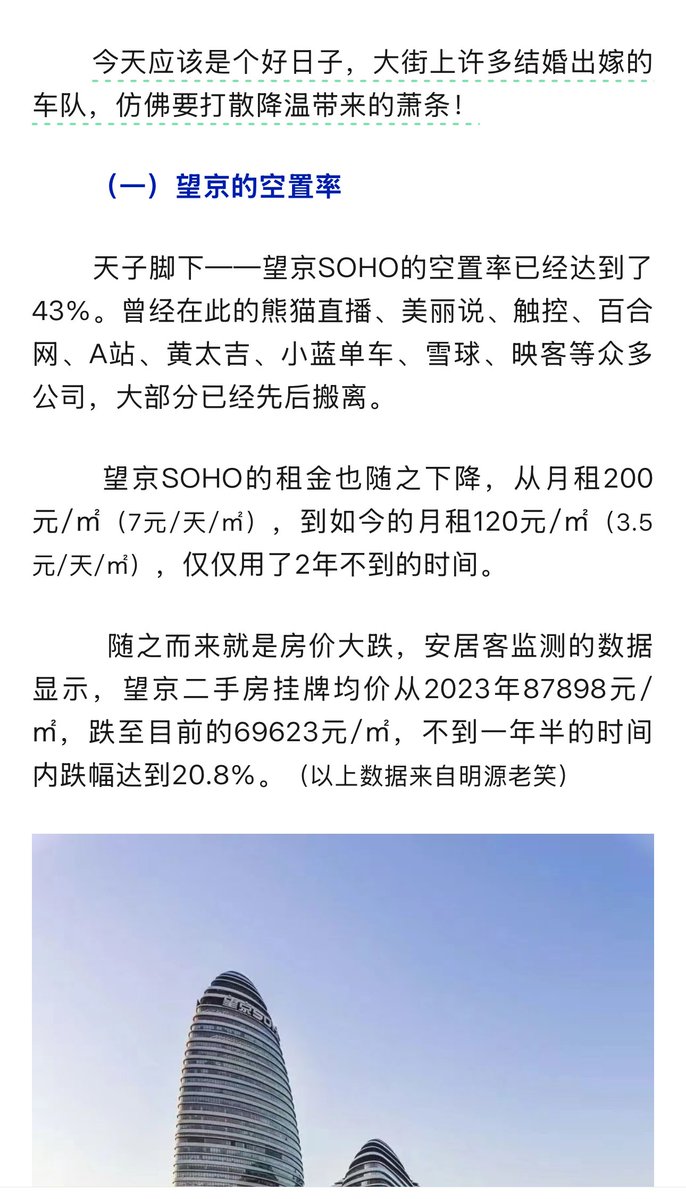 今天应该是个好日子，大街上许多结婚出嫁的
车队，仿佛要打散降温带来的萧条！
（一）望京的空置率
天子脚下——望京SOHO的空置率已经达到了
43%。曾经在此的熊猫直播、美丽说、触控、百合
网、A站、黄太吉、小蓝单车、雪球、映客等众多
公司，大部分已经先后搬离。
望京SOHO的租金也随之下降，从月租200
元/㎡（7元/天/㎡），到如今的月租120元/㎡（3.5
元/天/㎡），仅仅用了2年不到的时间。
随之而来就是房价大跌，安居客监测的数据
显示，望京二手房挂牌均价从2023年87898元/
㎡，跌至目前的69623元/㎡，不到一年半的时间
内跌幅达到20.8%。（以上数据来自明源老笑）
望京SO